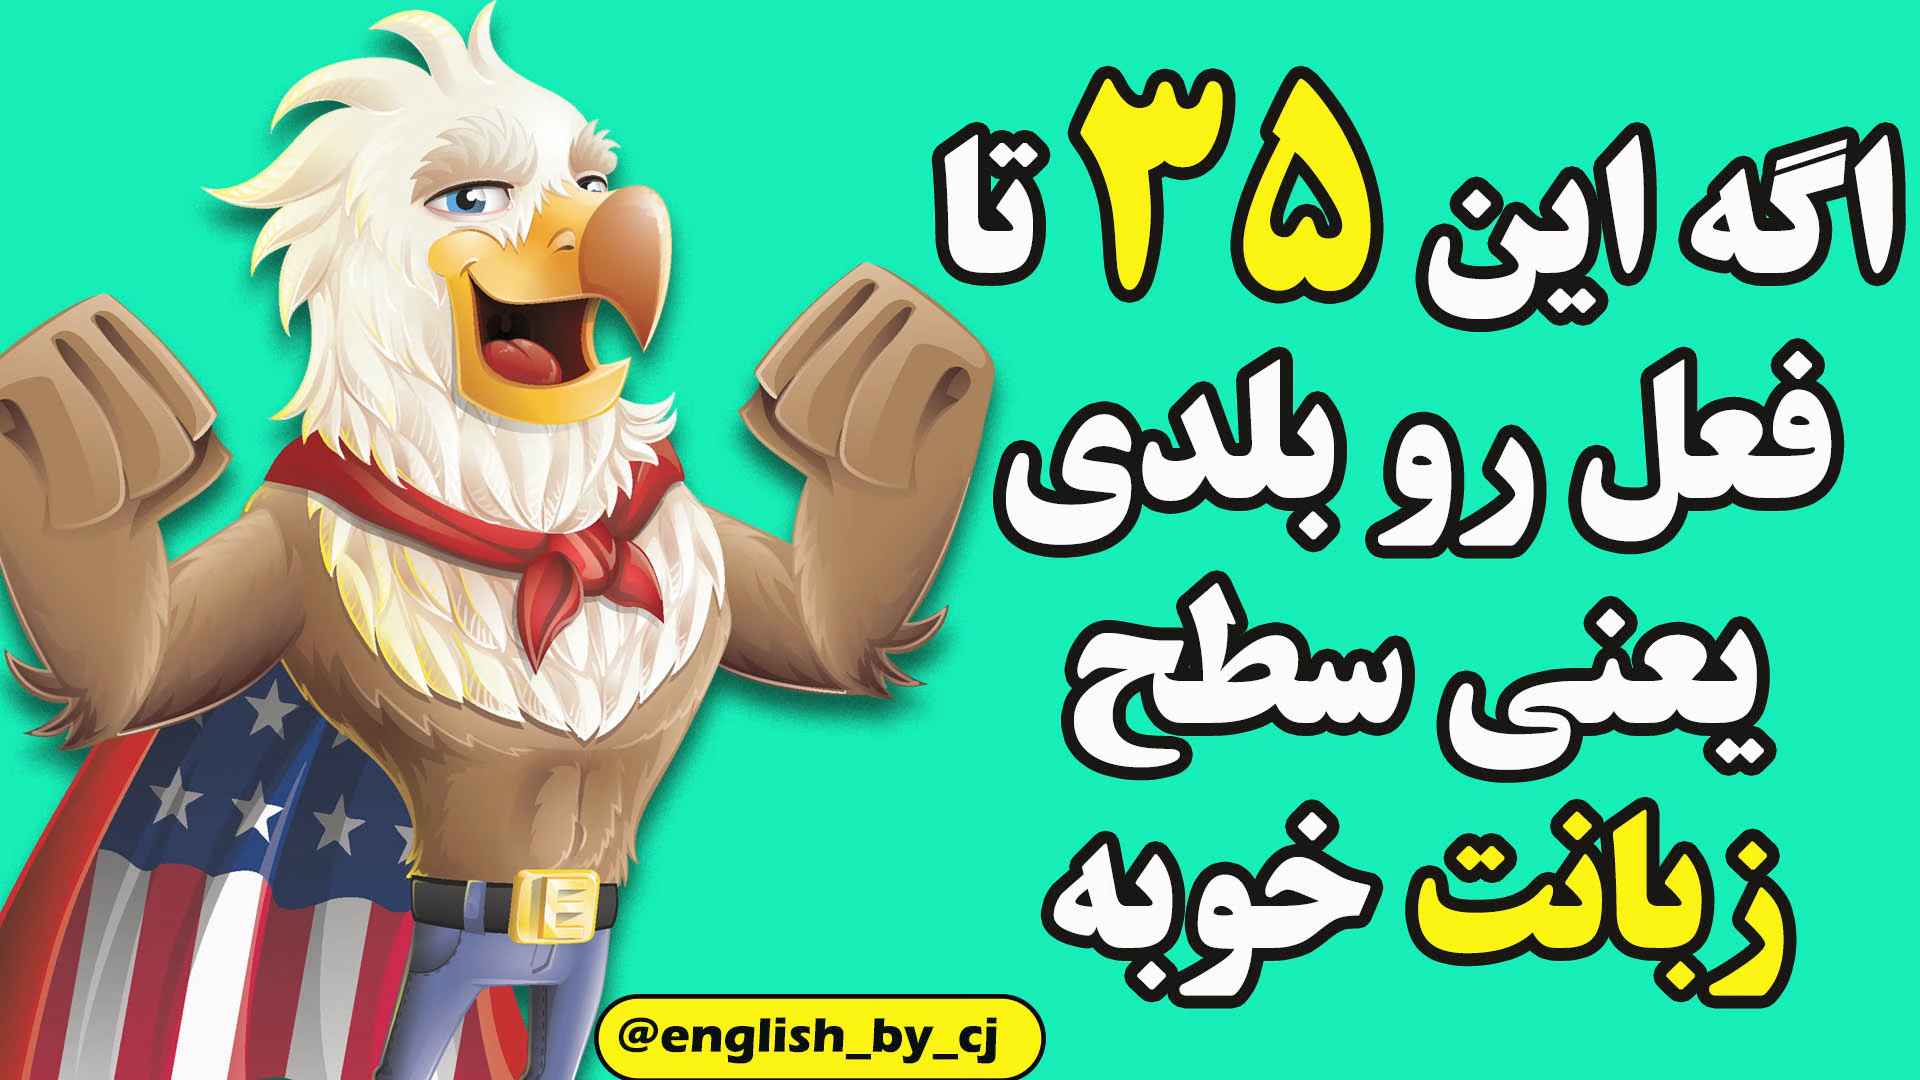 اگه این ۳۵ تا
فعل رو بلدی
یعنی سطح
زبانت خوبه
@english_by_cj
E